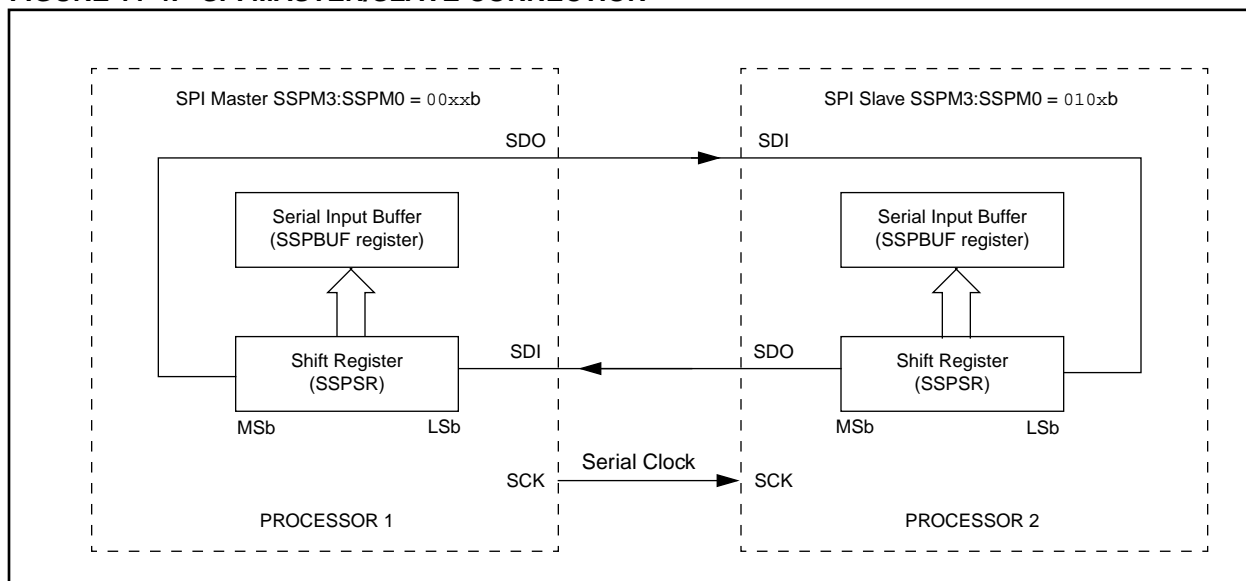 SPI Master SSPM3:SSPM0 = 00xxb
SPI Slave SSPM3:SSPM0 = 010xb
SDO
SDI
Serial Input Buffer
(SSPBUF register)
Serial Input Buffer
(SSPBUF register)
SDI
SDO
Shift Register
(SSPSR)
Shift Register
(SSPSR)
MSb
LSb
MSb
LSb
Serial Clock
SCK
SCK
PROCESSOR 1
PROCESSOR 2